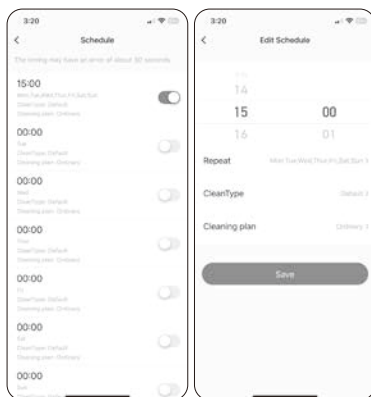 3:20
Schedule
The timing may have an error of about 30 seconds
15:00
Mon,Tue,Wed,Thur,Fri,Sat,Sun
CleanType: Default
Cleaning plan: Ordinary
00:00
CleanType: Default
Cleaning plan: Ordinary
00:00
Wed
CleanType: Default
Cleaning plan: Ordinary
00:00
Thur
CleanType: Default
Cleaning plan: Ordinary
00:00
Fri
CleanType: Default
Cleaning plan: Ordinary
00:00
Sat
CleanType: Default
Cleaning plan: Ordinary
00:00
Sun
3:20
Edit Schedule
14
15 00
16 01
Repeat Mon,Tue,Wed,Thur,Fri,Sat,Sun >
CleanType Default >
Cleaning plan Ordinary >
Save